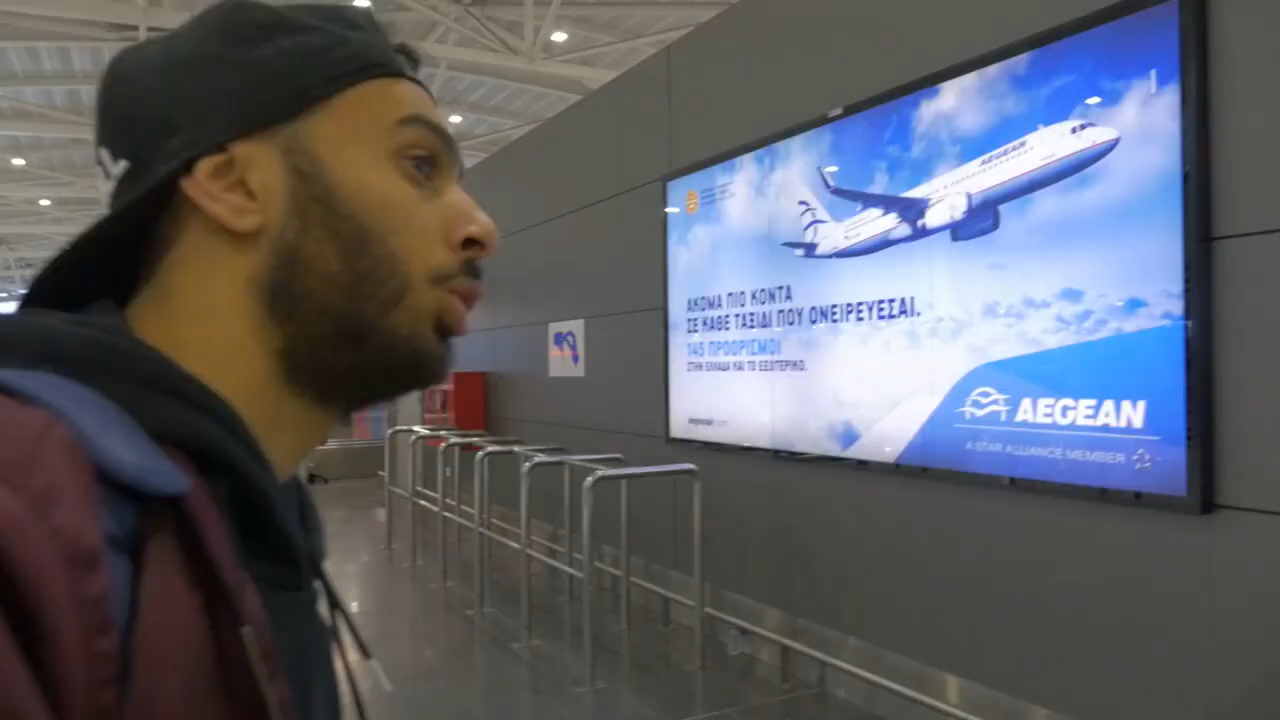 AEGEAN
ΑΚΟΜΑ ΠΙΟ ΚΟΝΤΑ
ΣΕ ΚΑΘΕ ΤΑΞΙΔΙ ΠΟΥ ΟΝΕΙΡΕΥΕΣΑΙ.
145 ΠΡΟΟΡΙΣΜΟΙ
ΣΤΗΝ ΕΛΛΑΔΑ ΚΑΙ ΤΟ ΕΞΩΤΕΡΙΚΟ.
AEGEAN
A STAR ALLIANCE MEMBER